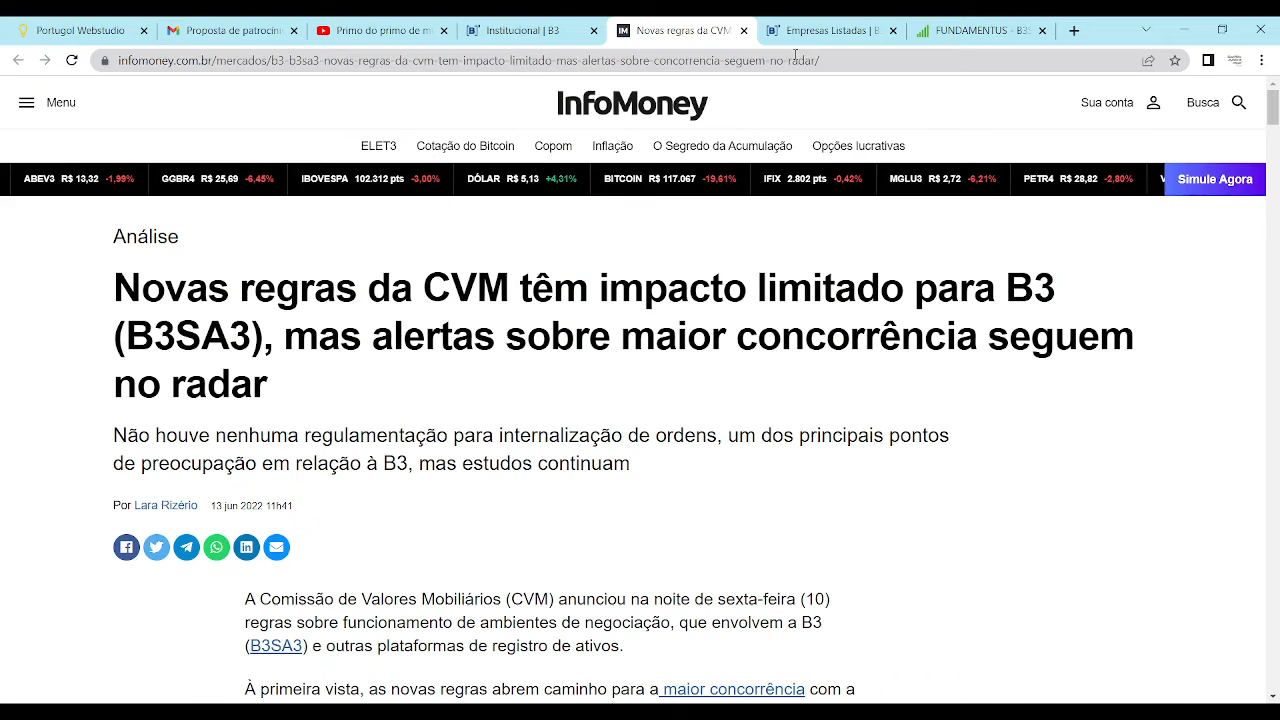 Portugol Webstudio
Proposta de patrocíni
Primo do primo de m
Institucional | B3
Novas regras da CVM
Empresas Listadas | B
FUNDAMENTUS - B3S
infomoney.com.br/mercados/b3-b3sa3-novas-regras-da-cvm-tem-impacto-limitado-mas-alertas-sobre-concorrencia-seguem-no-radar/
Menu
InfoMoney
Sua conta
Busca
ELET3 Cotação do Bitcoin Copom Inflação O Segredo da Acumulação Opções lucrativas
ABEV3 R$ 13,32 -1,99% GGBR4 R$ 25,69 -6,45% IBOVESPA 102.312 pts -3,00% DÓLAR R$ 5,13 +4,31% BITCOIN R$ 117.067 -19,61% IFIX 2.802 pts -0,42% MGLU3 R$ 2,72 -6,21% PETR4 R$ 28,82 -2,80% V
Simule Agora
Análise
Novas regras da CVM têm impacto limitado para B3
(B3SA3), mas alertas sobre maior concorrência seguem
no radar
Não houve nenhuma regulamentação para internalização de ordens, um dos principais pontos
de preocupação em relação à B3, mas estudos continuam
Por Lara Rizério 13 jun 2022 11h41
A Comissão de Valores Mobiliários (CVM) anunciou na noite de sexta-feira (10)
regras sobre funcionamento de ambientes de negociação, que envolvem a B3
(B3SA3) e outras plataformas de registro de ativos.
À primeira vista, as novas regras abrem caminho para a maior concorrência com a